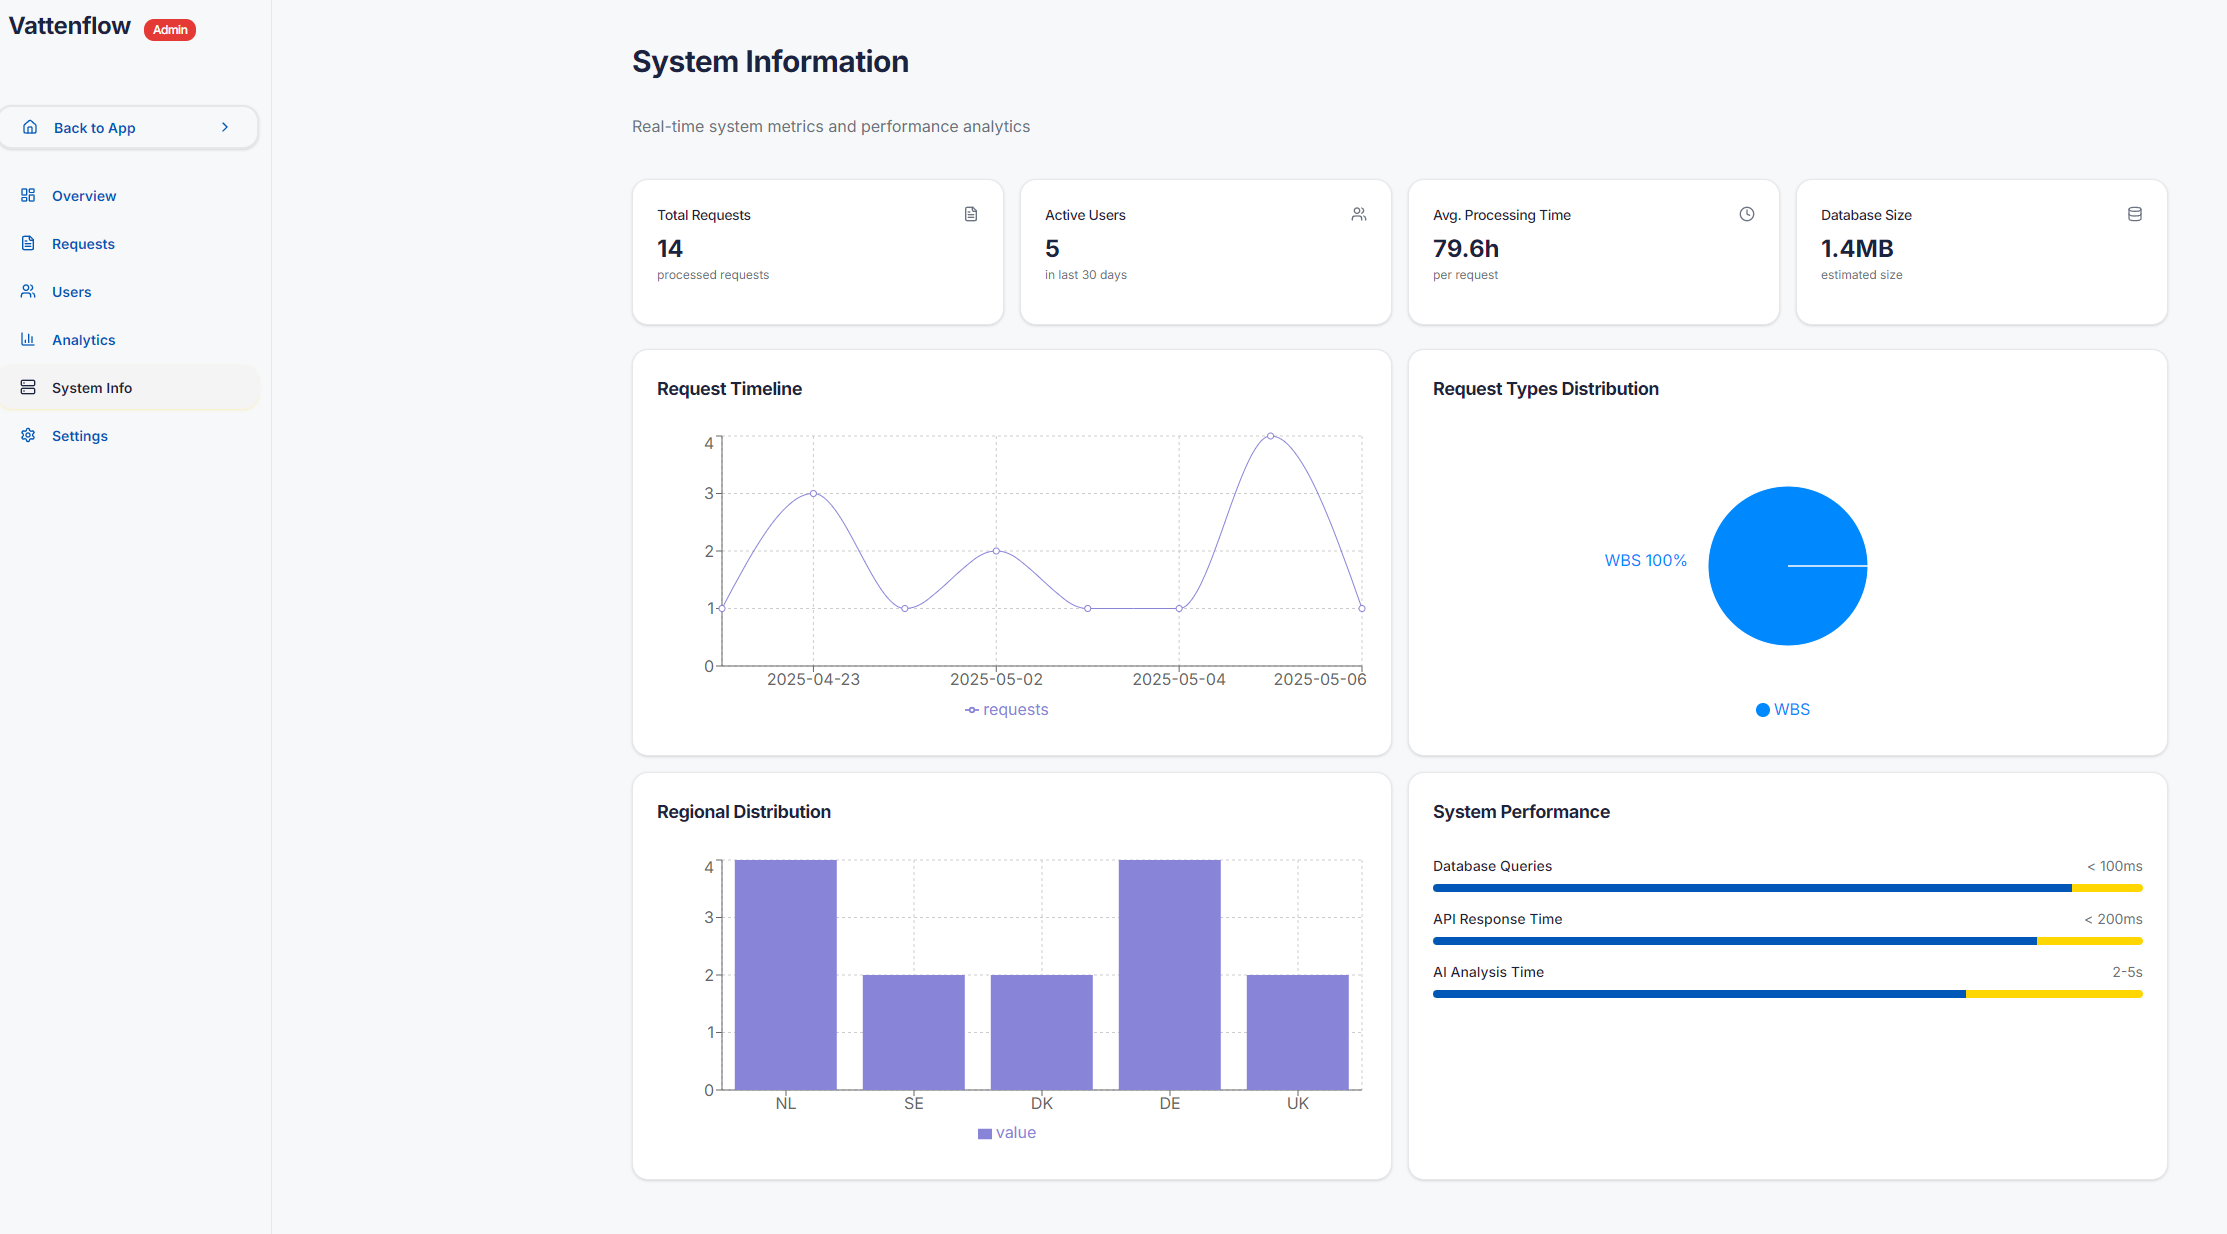 Vattenflow
Admin
Back to App
Overview
Requests
Users
Analytics
System Info
Settings
System Information
Real-time system metrics and performance analytics
Total Requests
14
processed requests
Active Users
5
in last 30 days
Avg. Processing Time
79.6h
per request
Database Size
1.4MB
estimated size
Request Timeline
4
3
2
1
0
2025-04-23
2025-05-02
2025-05-04
2025-05-06
requests
Request Types Distribution
WBS 100%
WBS
Regional Distribution
4
3
2
1
0
NL
SE
DK
DE
UK
value
System Performance
Database Queries
< 100ms
API Response Time
< 200ms
AI Analysis Time
2-5s